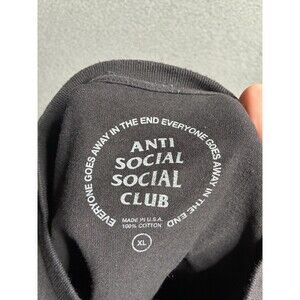 EVERYONE GOES AWAY IN THE END EVERYONE GOES AWAY IN THE END
ANTI
SOCIAL
SOCIAL
CLUB
MADE IN U.S.A.
100% COTTON
XL